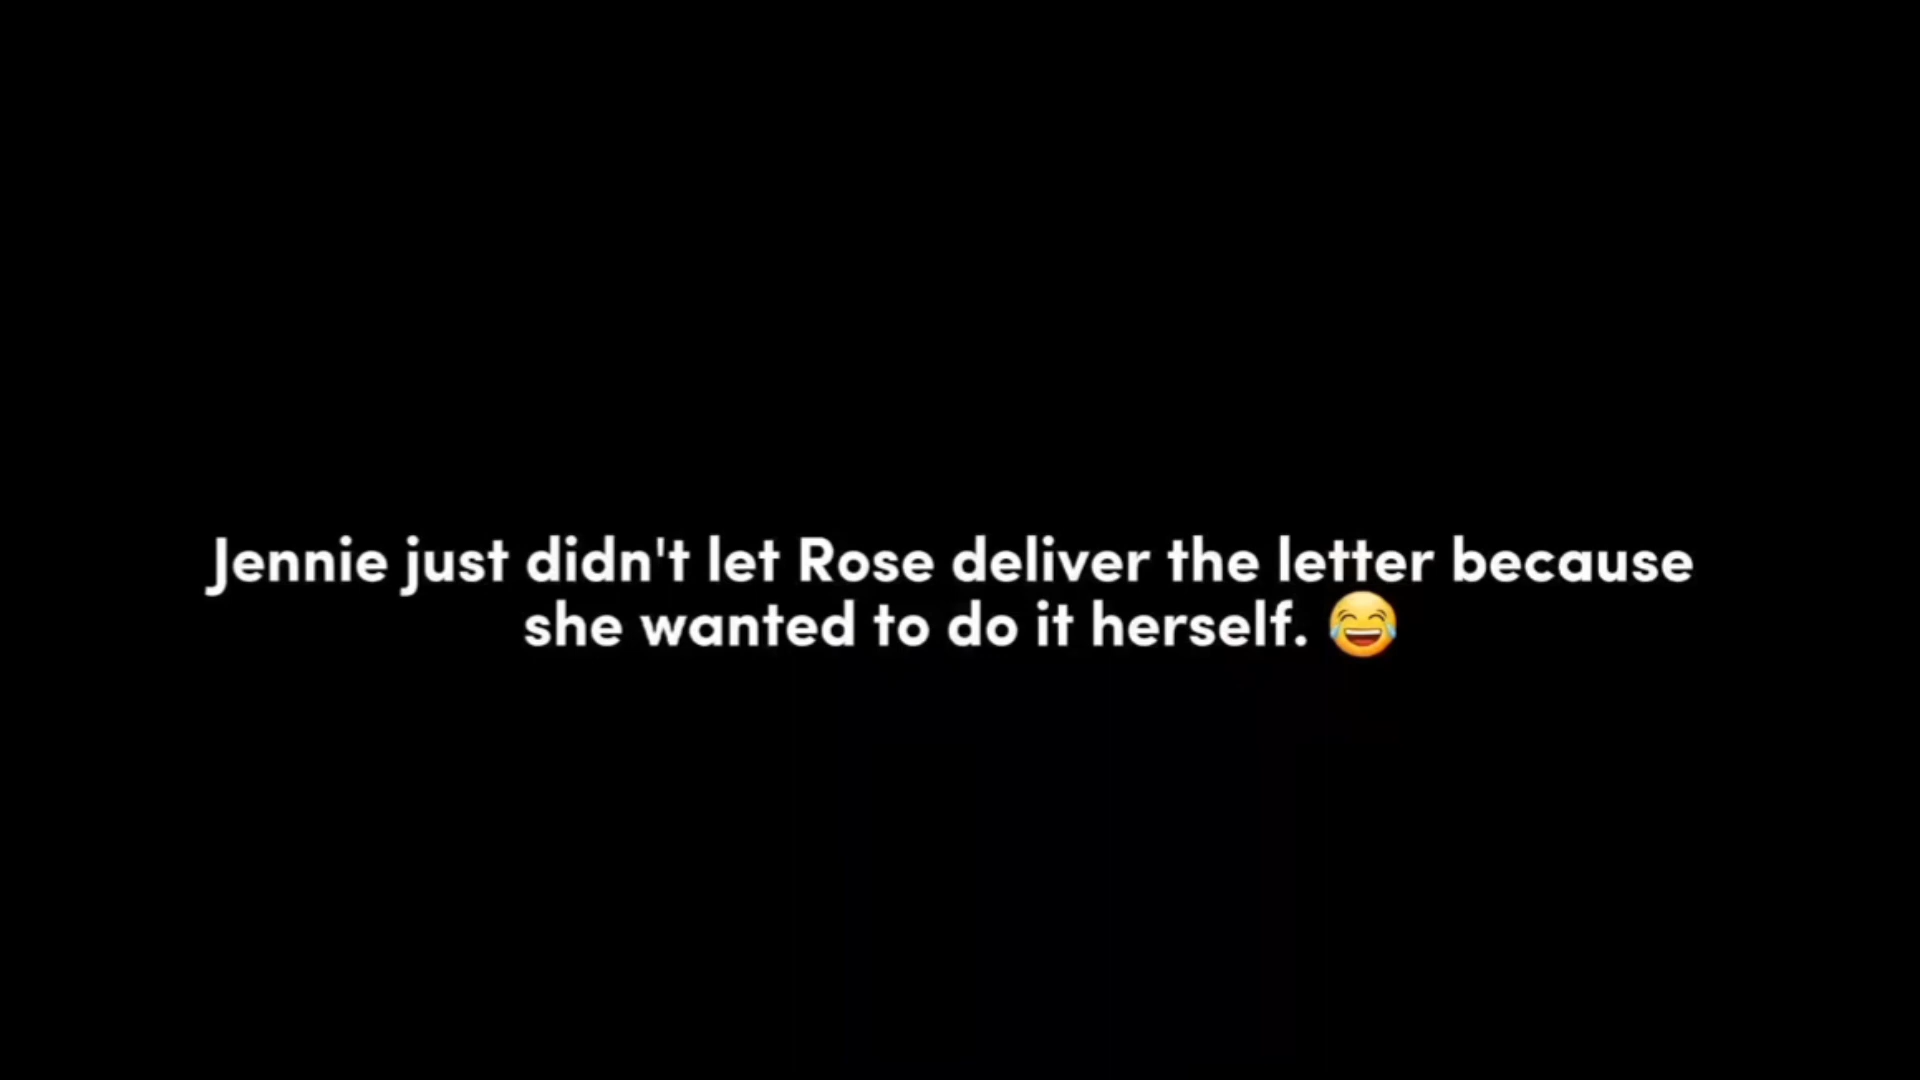 Jennie just didn't let Rose deliver the letter because
she wanted to do it herself. 😂